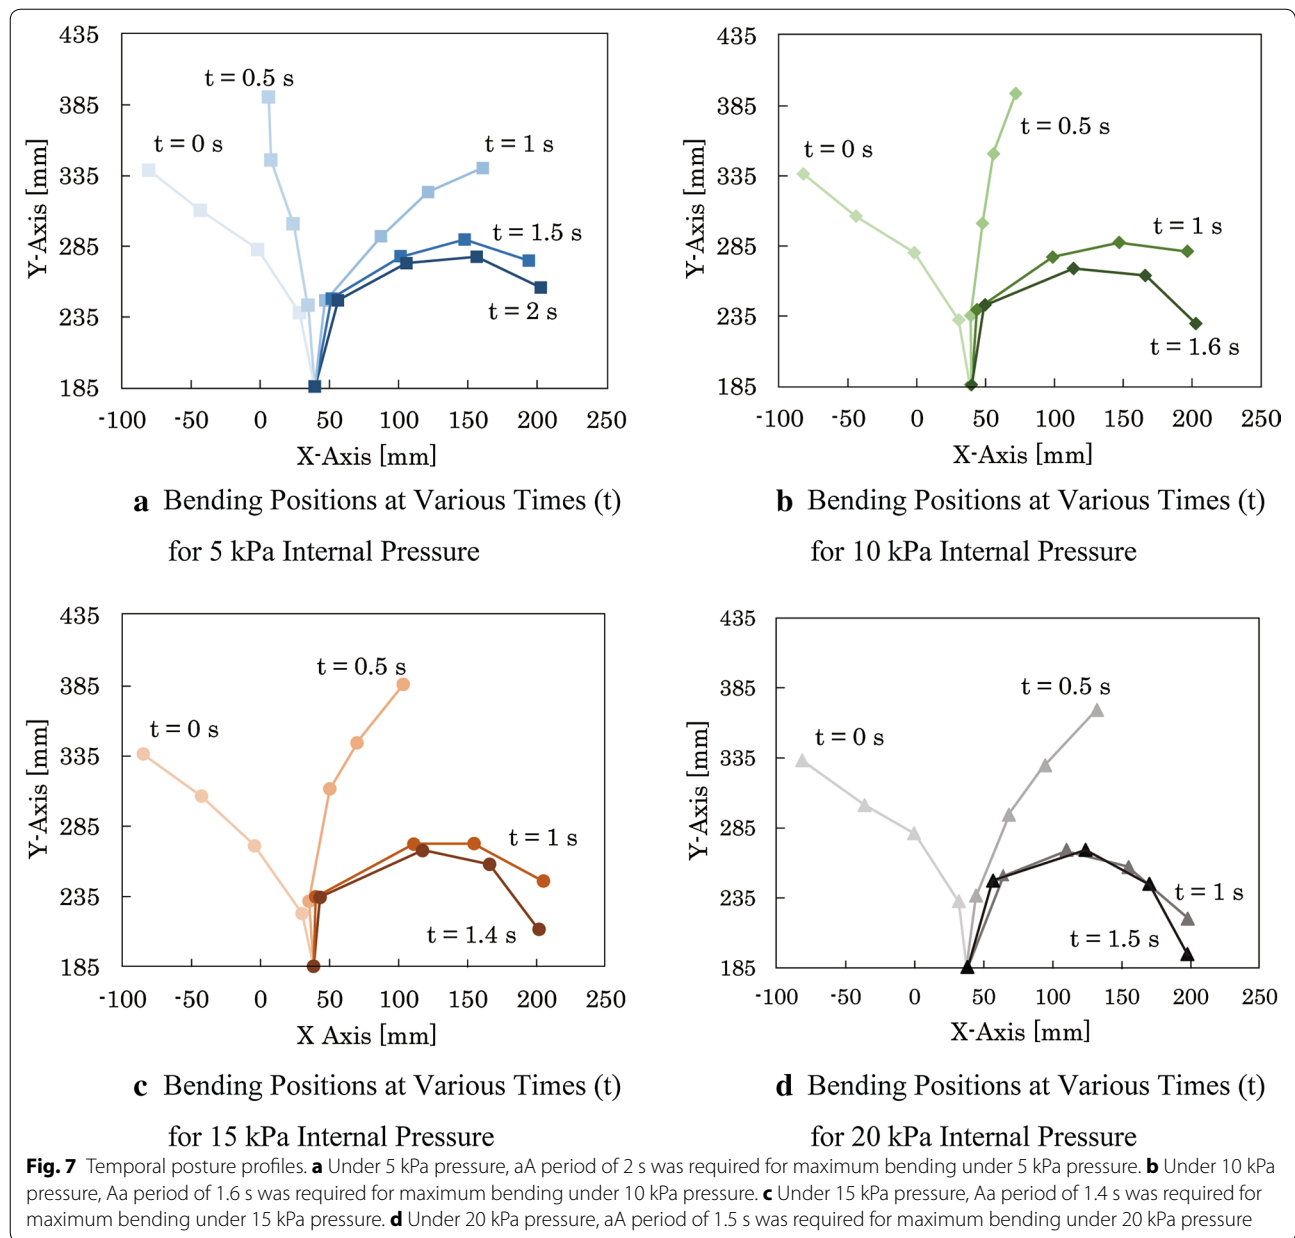 435
385
335
285
235
185
Y-Axis [mm]
t = 0 s
t = 0.5 s
t = 1 s
t = 1.5 s
t = 2 s
-100 -50 0 50 100 150 200 250
X-Axis [mm]
a Bending Positions at Various Times (t)
for 5 kPa Internal Pressure
435
385
335
285
235
185
Y-Axis [mm]
t = 0 s
t = 0.5 s
t = 1 s
t = 1.6 s
-100 -50 0 50 100 150 200 250
X-Axis [mm]
b Bending Positions at Various Times (t)
for 10 kPa Internal Pressure
435
385
335
285
235
185
Y-Axis [mm]
t = 0 s
t = 0.5 s
t = 1 s
t = 1.4 s
-100 -50 0 50 100 150 200 250
X Axis [mm]
c Bending Positions at Various Times (t)
for 15 kPa Internal Pressure
435
385
335
285
235
185
Y-Axis [mm]
t = 0 s
t = 0.5 s
t = 1 s
t = 1.5 s
-100 -50 0 50 100 150 200 250
X-Axis [mm]
d Bending Positions at Various Times (t)
for 20 kPa Internal Pressure
Fig. 7 Temporal posture profiles. a Under 5 kPa pressure, aA period of 2 s was required for maximum bending under 5 kPa pressure. b Under 10 kPa
pressure, Aa period of 1.6 s was required for maximum bending under 10 kPa pressure. c Under 15 kPa pressure, Aa period of 1.4 s was required for
maximum bending under 15 kPa pressure. d Under 20 kPa pressure, aA period of 1.5 s was required for maximum bending under 20 kPa pressure